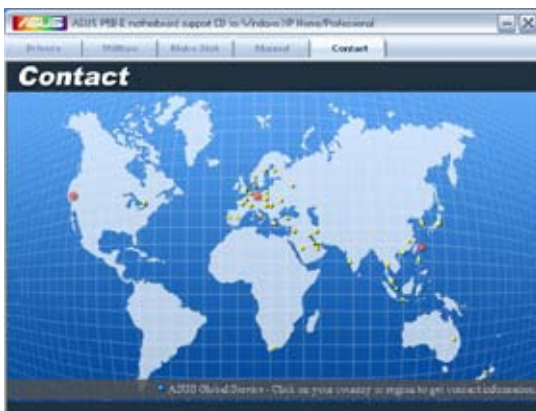 ASUS ASUS P5B-E motherboard support CD for Windows XP Home/Professional
Drivers Utilities Make Disk Manual Contact
Contact
ASUS Global Service - Click on your country or region to get contact information.